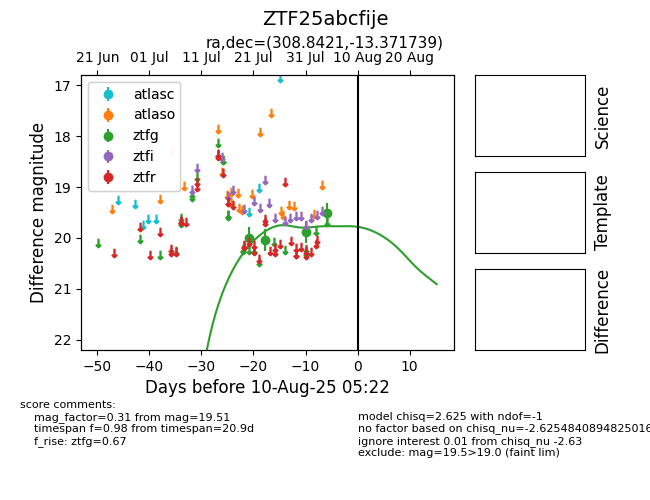 ZTF25abcfije
ra,dec=(308.8421,-13.371739)
21 Jun 01 Jul 11 Jul 21 Jul 31 Jul 10 Aug 20 Aug
17
18
19
20
21
22
Difference magnitude
atlasc
atlaso
ztfg
ztfi
ztfr
−50 −40 −30 −20 −10 0 10
Days before 10-Aug-25 05:22
Science
Template
Difference
score comments:
mag_factor=0.31 from mag=19.51
timespan f=0.98 from timespan=20.9d
f_rise: ztfg=0.67
model chisq=2.625 with ndof=-1
no factor based on chisq_nu=-2.6254840894825016
ignore interest 0.01 from chisq_nu -2.63
exclude: mag=19.5>19.0 (faint lim)